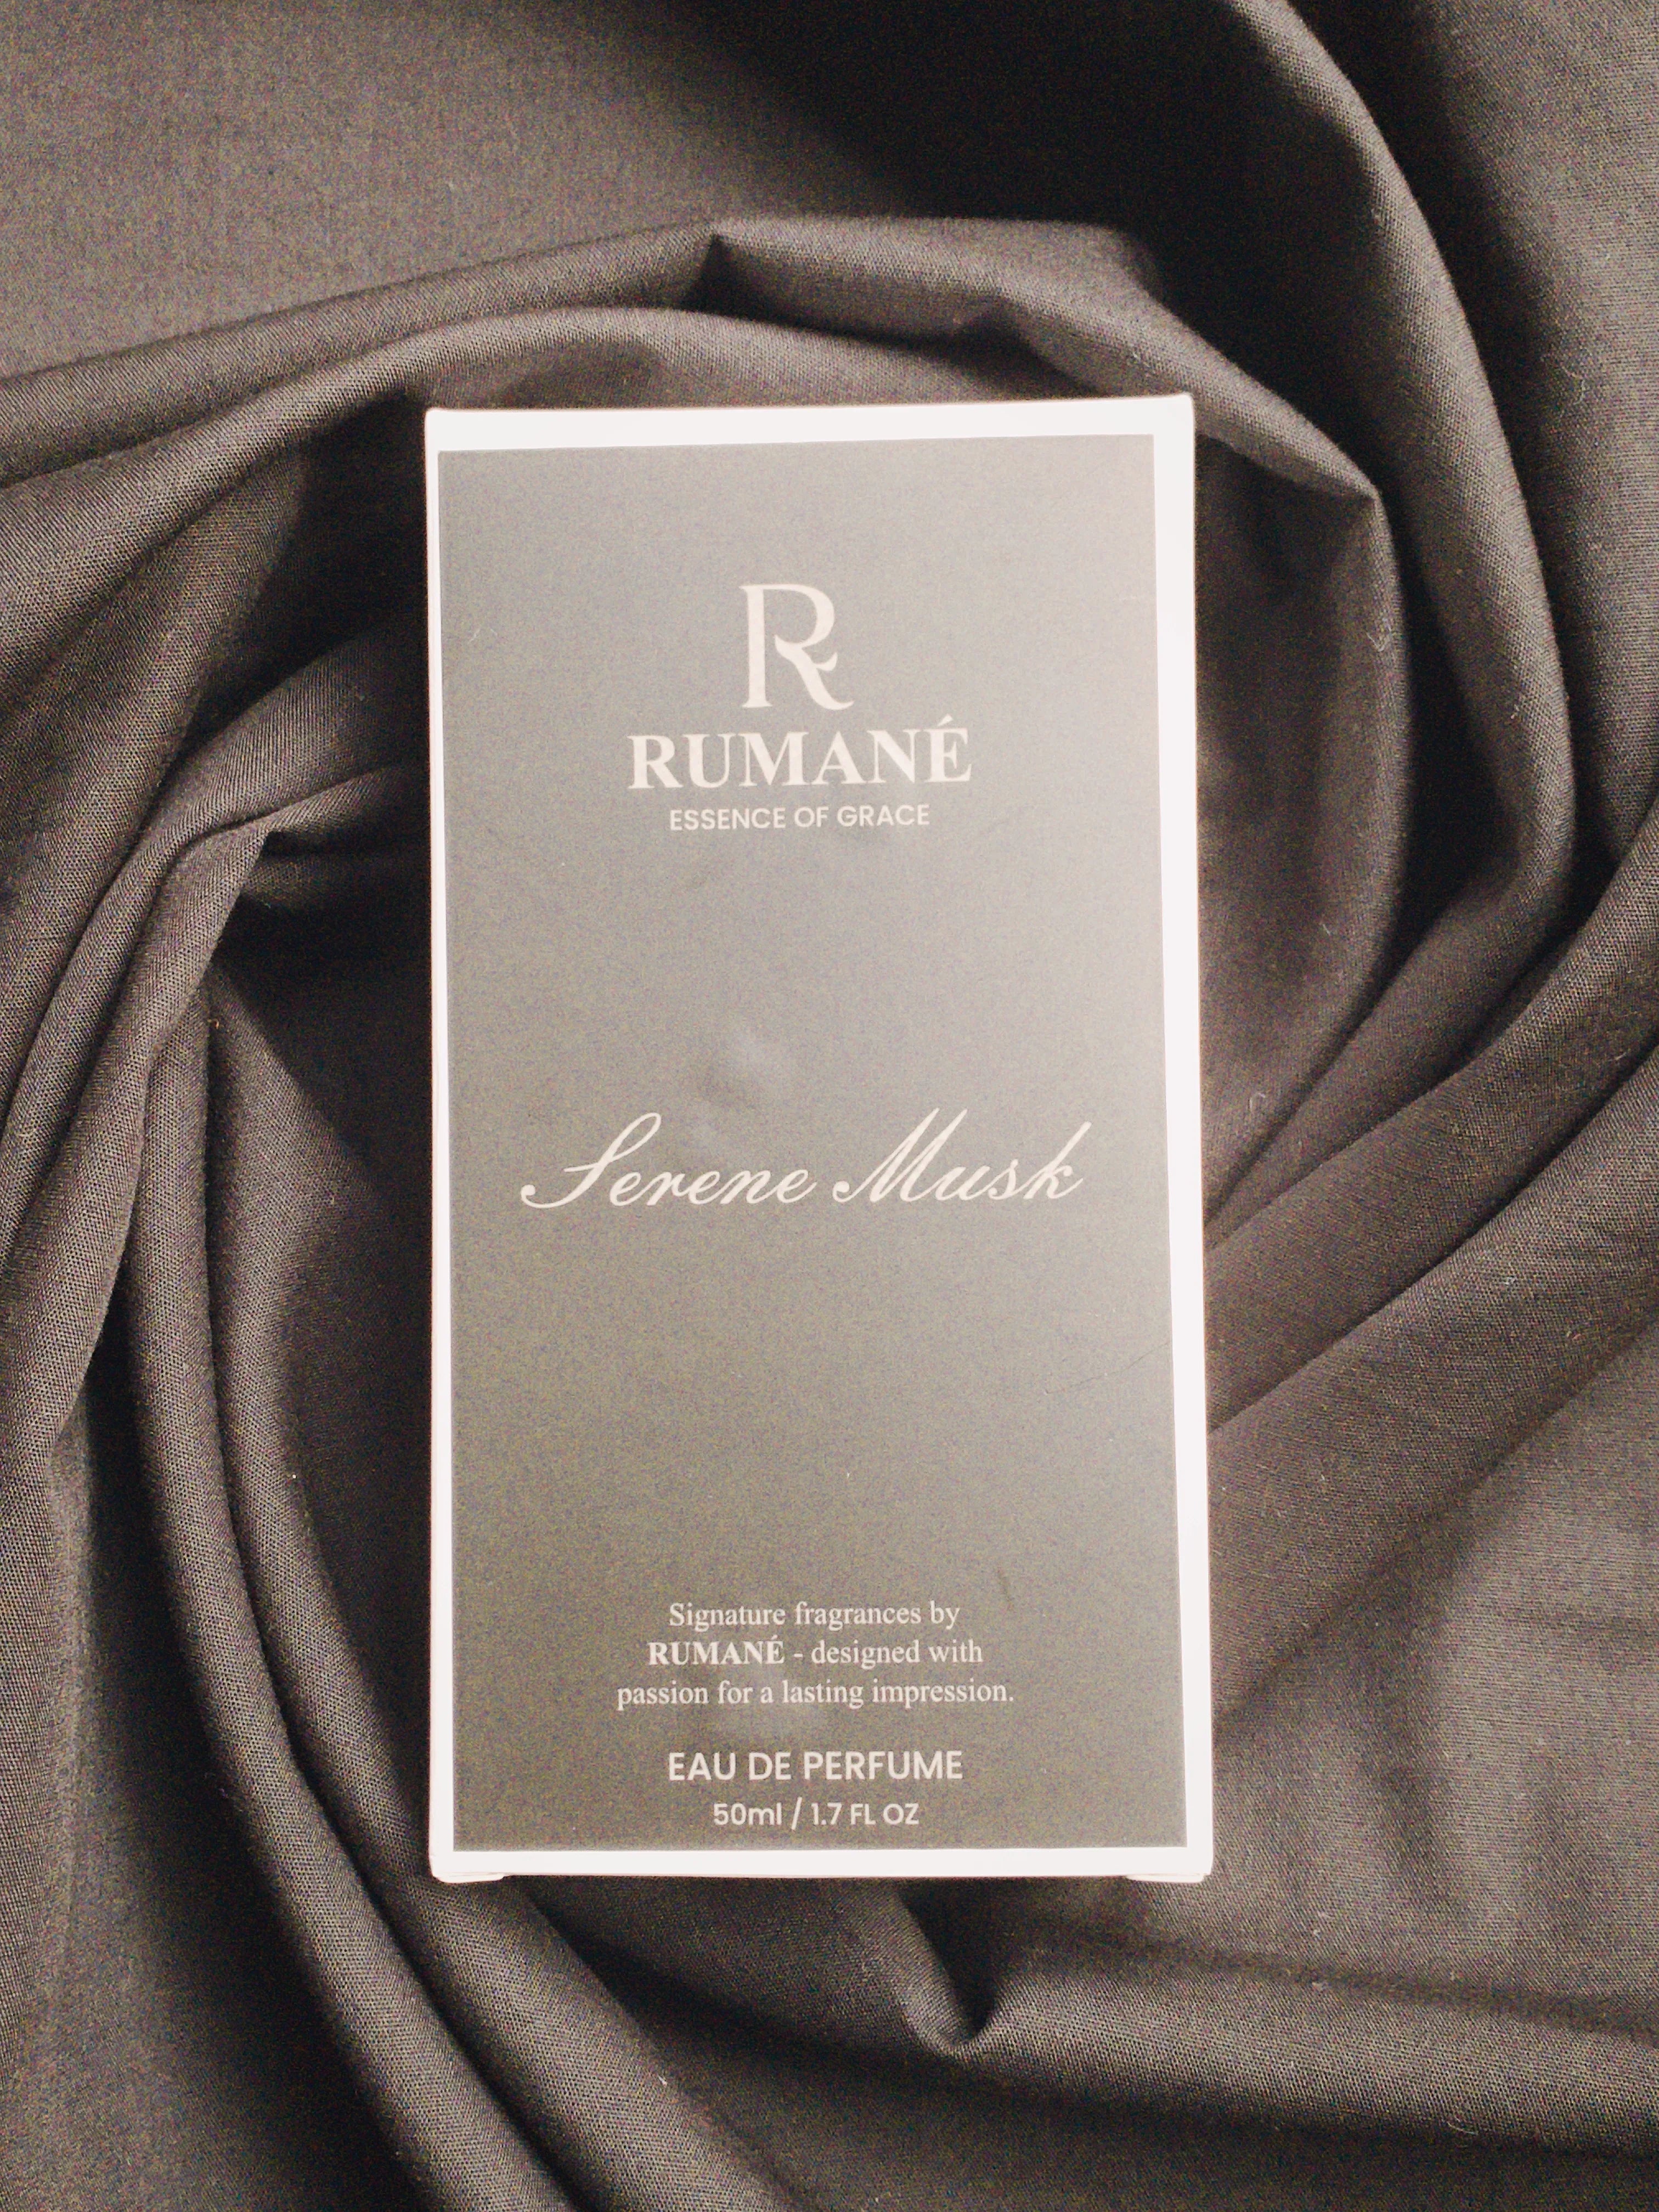 R
RUMANÉ
ESSENCE OF GRACE
Serene Musk
Signature fragrances by
RUMANÉ - designed with
passion for a lasting impression.
EAU DE PERFUME
50ml / 1.7 FL OZ